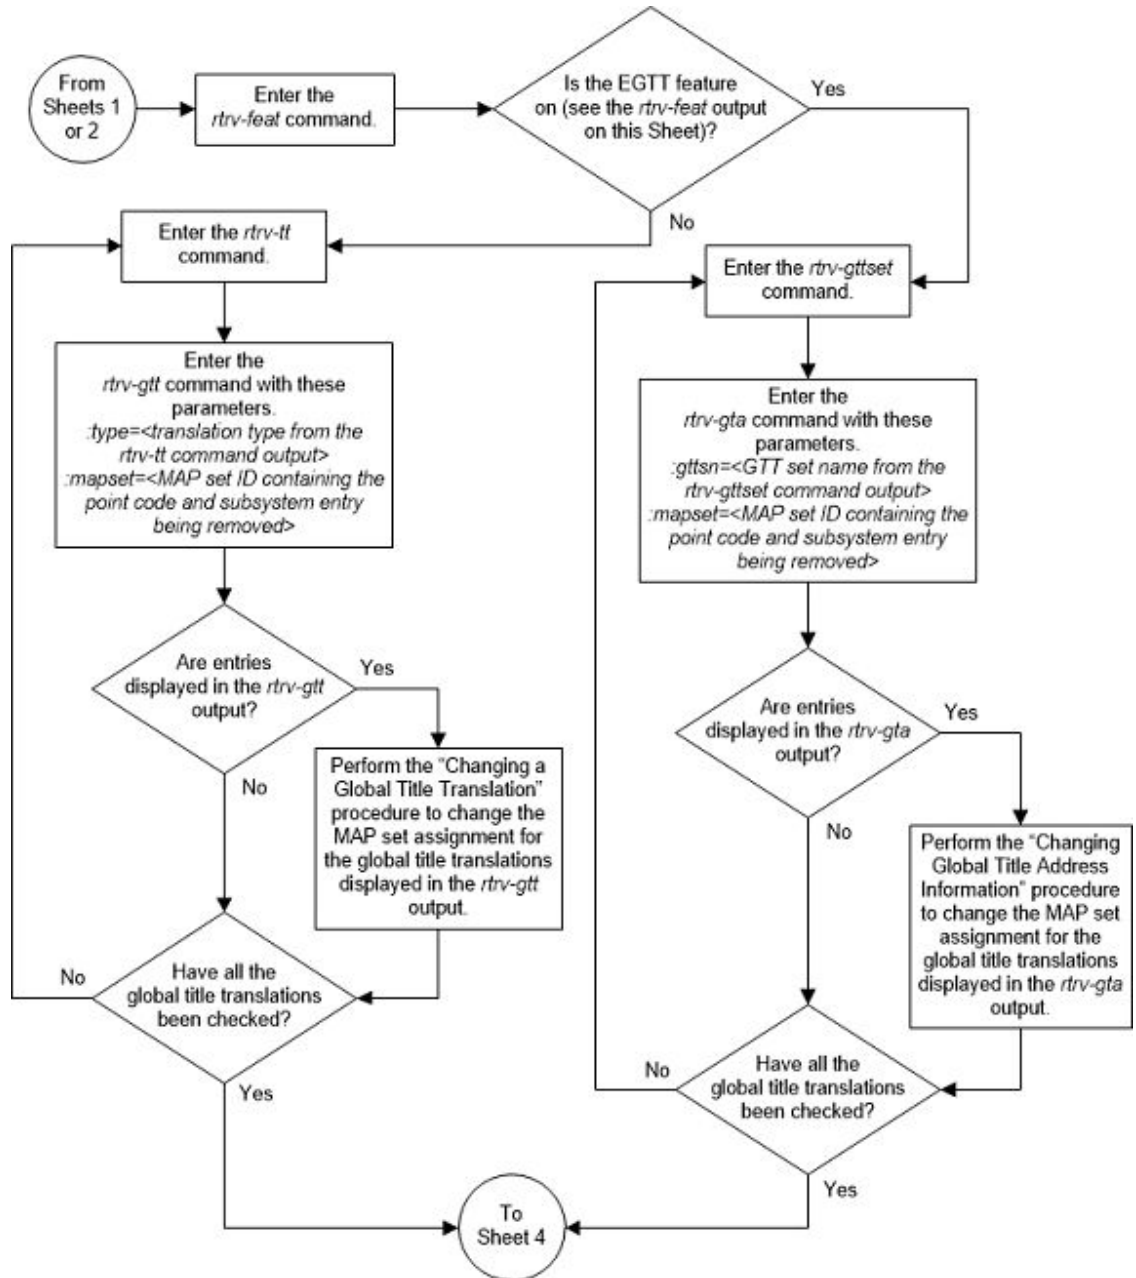 From
Sheets 1
or 2
Enter the
rtrv-feat command.
Is the EGTT feature
on (see the rtrv-feat output
on this Sheet)?
Yes
No
Enter the rtrv-tt
command.
Enter the
rtrv-gtt command with these
parameters.
:type=<translation type from the
rtrv-tt command output>
:mapset=<MAP set ID containing the
point code and subsystem entry
being removed>
Are entries
displayed in the rtrv-gtt
output?
Yes
No
Perform the “Changing a
Global Title Translation”
procedure to change the
MAP set assignment for
the global title translations
displayed in the rtrv-gtt
output.
Have all the
global title translations
been checked?
No
Yes
Enter the rtrv-gttset
command.
Enter the
rtrv-gta command with these
parameters.
:gttsn=<GTT set name from the
rtrv-gttset command output>
:mapset=<MAP set ID containing the
point code and subsystem entry
being removed>
Are entries
displayed in the rtrv-gta
output?
Yes
No
Perform the “Changing
Global Title Address
Information” procedure
to change the MAP set
assignment for the
global title translations
displayed in the rtrv-gta
output.
Have all the
global title translations
been checked?
No
Yes
To
Sheet 4